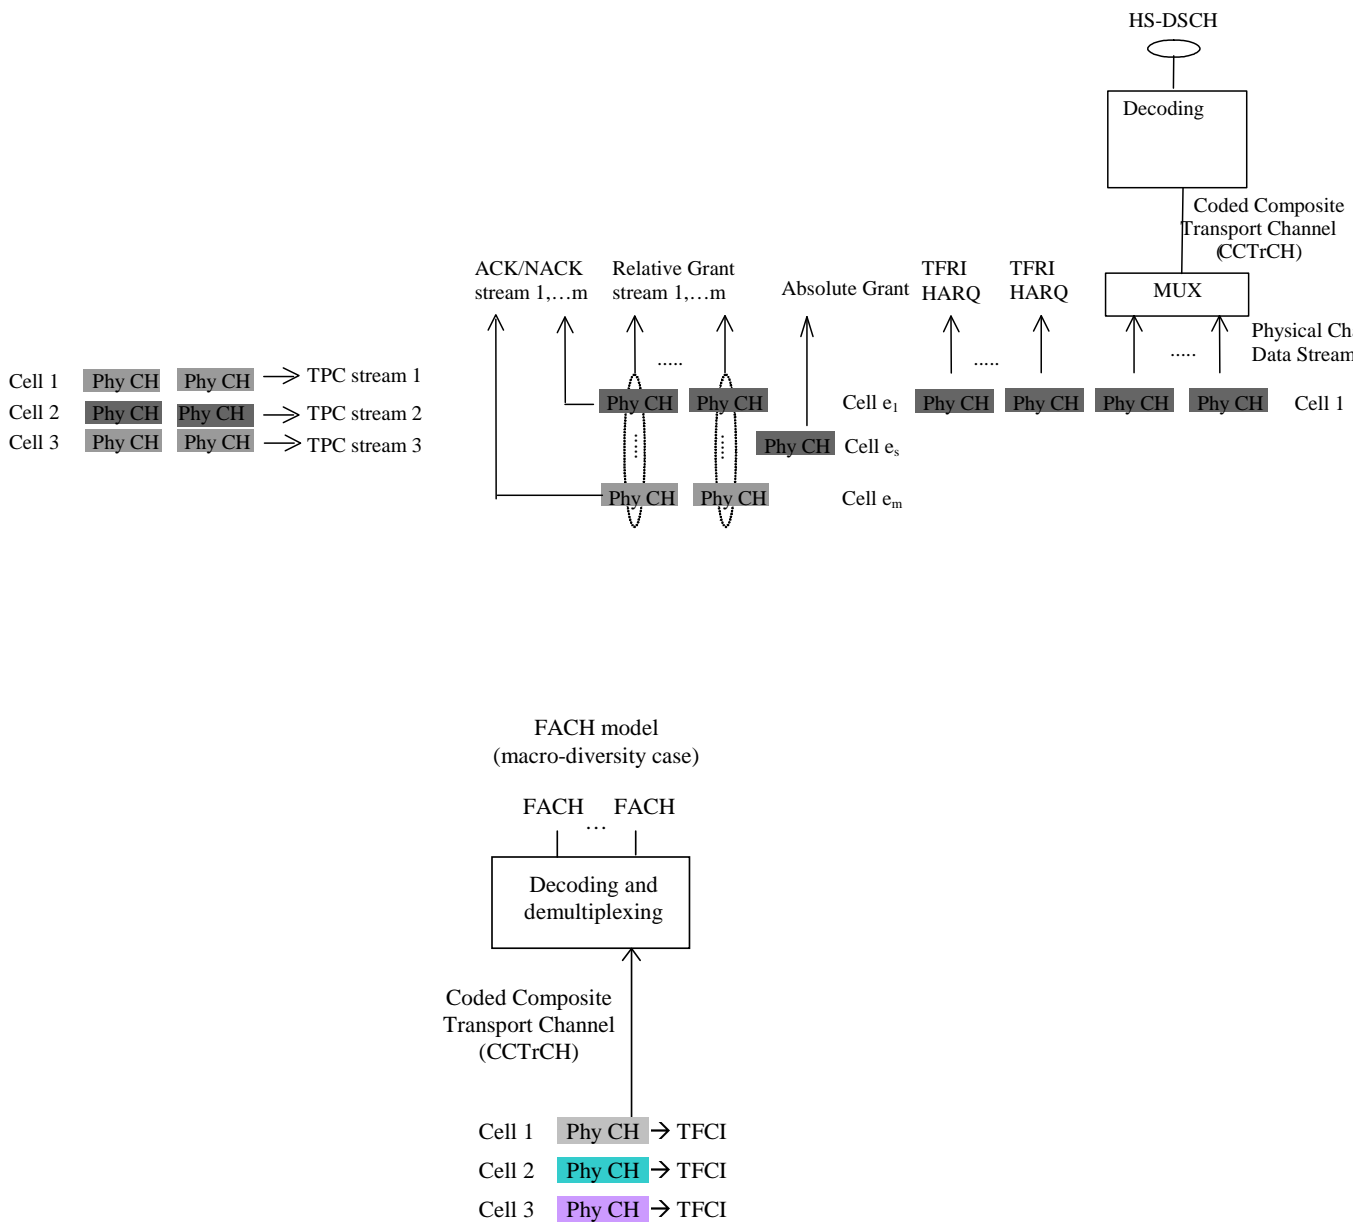 HS-DSCH
Decoding
Coded Composite
Transport Channel
(CCTrCH)
MUX
Physical Cha
Data Stream
ACK/NACK
stream 1,…m
Relative Grant
stream 1,…m
Absolute Grant
TFRI
HARQ
TFRI
HARQ
.....
.....
.....
Cell 1 Phy CH Phy CH TPC stream 1
Cell 2 Phy CH Phy CH TPC stream 2
Cell 3 Phy CH Phy CH TPC stream 3
Phy CH Phy CH Cell e1 Phy CH Phy CH Phy CH Phy CH Cell 1
Phy CH Cell es
Phy CH Phy CH Cell em
FACH model
(macro-diversity case)
FACH … FACH
Decoding and
demultiplexing
Coded Composite
Transport Channel
(CCTrCH)
Cell 1 Phy CH → TFCI
Cell 2 Phy CH → TFCI
Cell 3 Phy CH → TFCI